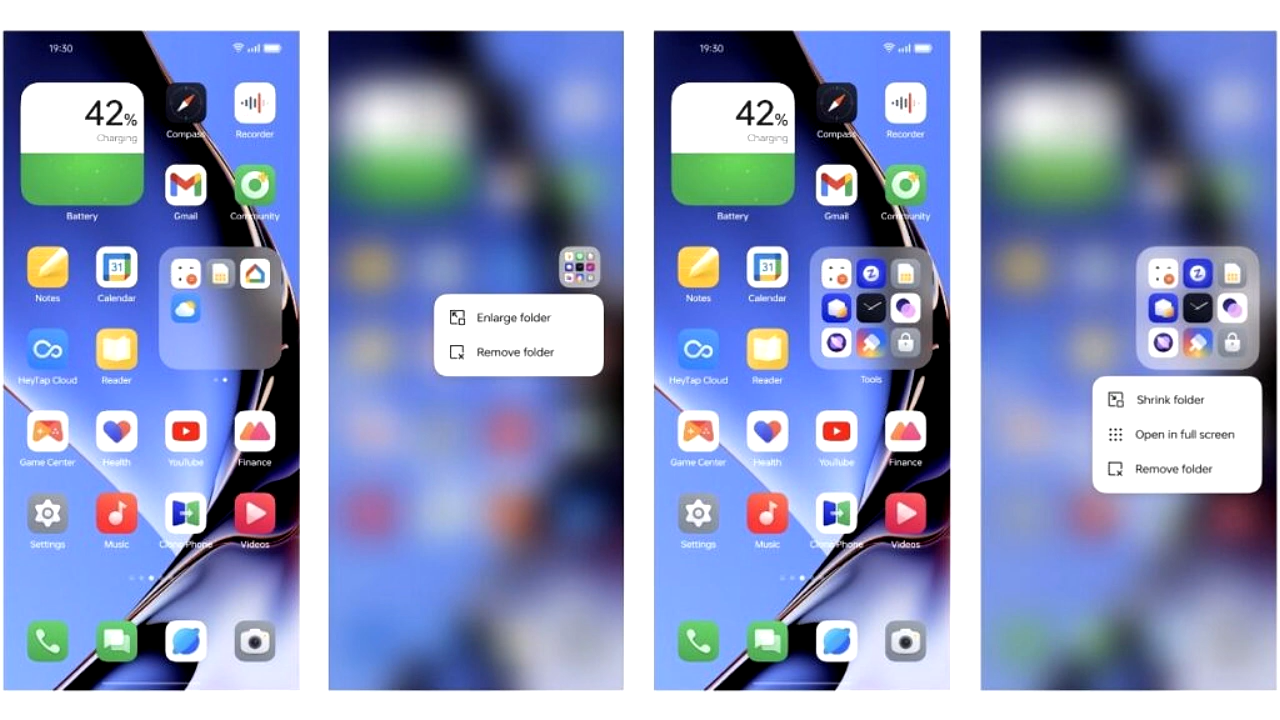 19:30
42%
Charging
Compass
Recorder
Battery
Gmail
Community
31
Notes
Calendar
HeyTap Cloud
Reader
Game Center
Health
YouTube
Finance
Settings
Music
Clone Phone
Videos
Enlarge folder
Remove folder
19:30
42%
Charging
Compass
Recorder
Battery
Gmail
Community
31
Notes
Calendar
HeyTap Cloud
Reader
Tools
Game Center
Health
YouTube
Finance
Settings
Music
Clone Phone
Videos
Shrink folder
Open in full screen
Remove folder